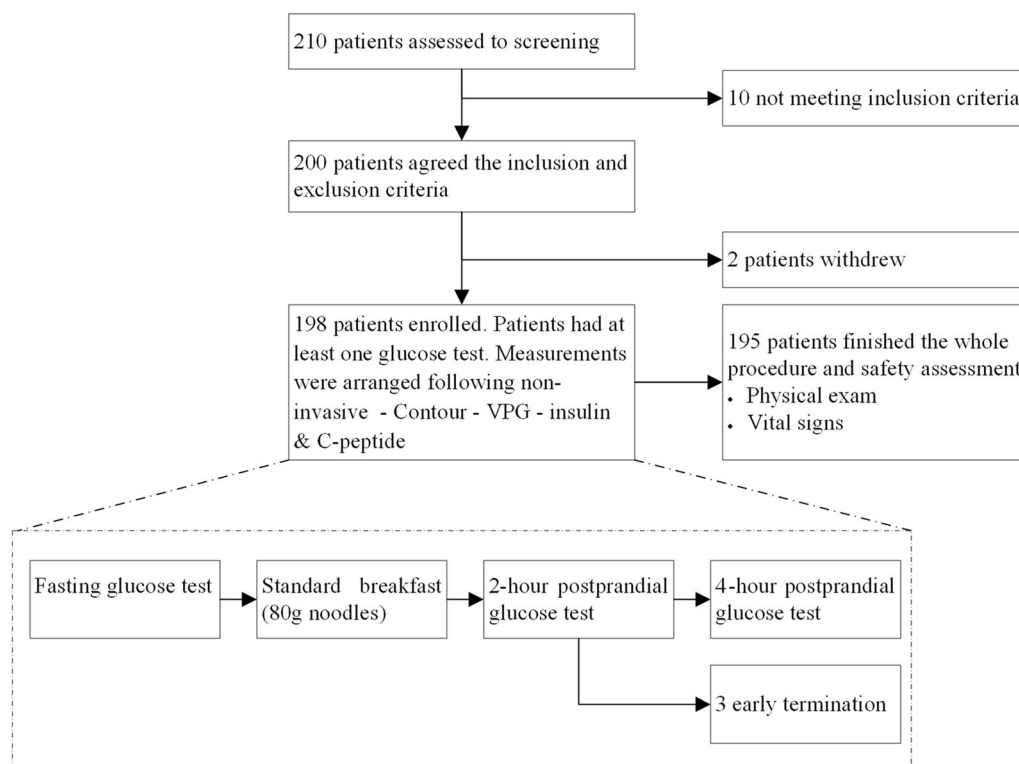 210 patients assessed to screening
10 not meeting inclusion criteria
200 patients agreed the inclusion and
exclusion criteria
2 patients withdrew
198 patients enrolled. Patients had at
least one glucose test. Measurements
were arranged following non-
invasive - Contour - VPG - insulin
& C-peptide
195 patients finished the whole
procedure and safety assessment
• Physical exam
• Vital signs
Fasting glucose test
Standard breakfast
(80g noodles)
2-hour postprandial
glucose test
4-hour postprandial
glucose test
3 early termination